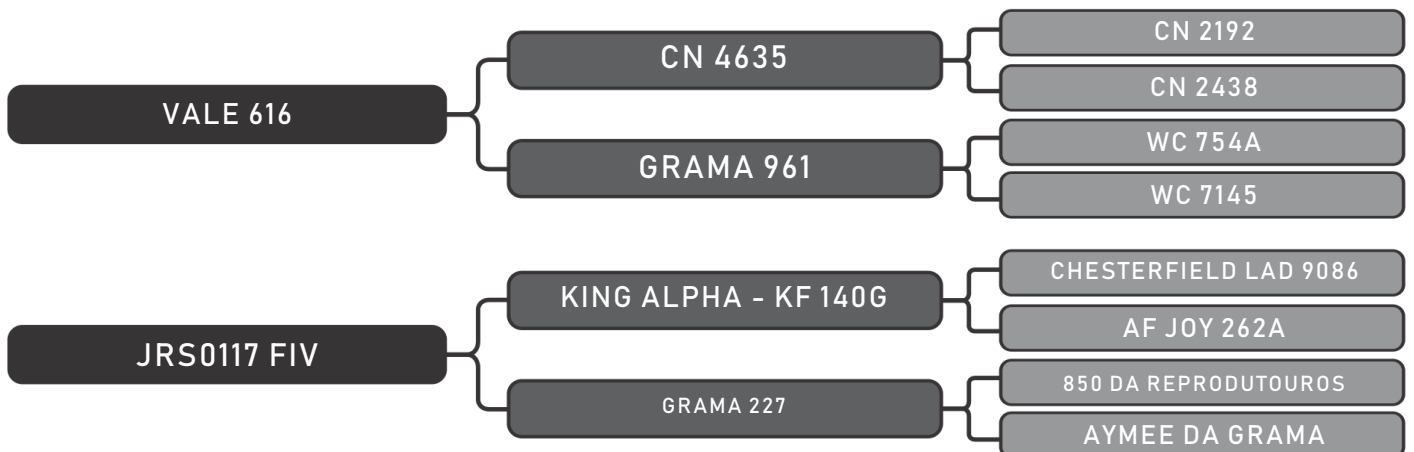 VALE 616
CN 4635
GRAMA 961
CN 2192
CN 2438
WC 754A
WC 7145
JRS0117 FIV
KING ALPHA - KF 140G
GRAMA 227
CHESTERFIELD LAD 9086
AF JOY 262A
850 DA REPRODUTOUROS
AYMEE DA GRAMA